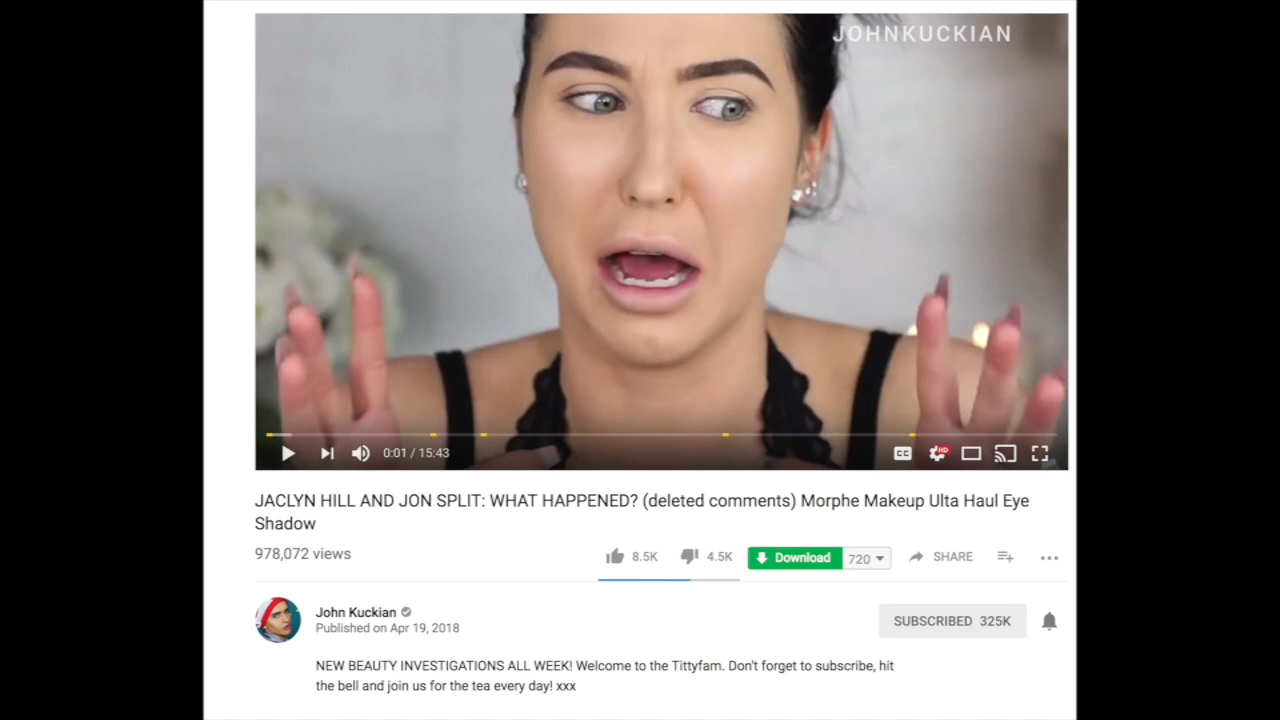 JOHNKUCKIAN
0:01 / 15:43
CC
HD
JACLYN HILL AND JON SPLIT: WHAT HAPPENED? (deleted comments) Morphe Makeup Ulta Haul Eye
Shadow
978,072 views
8.5K
4.5K
Download
720
SHARE
John Kuckian
Published on Apr 19, 2018
SUBSCRIBED 325K
NEW BEAUTY INVESTIGATIONS ALL WEEK! Welcome to the Tittyfam. Don't forget to subscribe, hit
the bell and join us for the tea every day! xxx